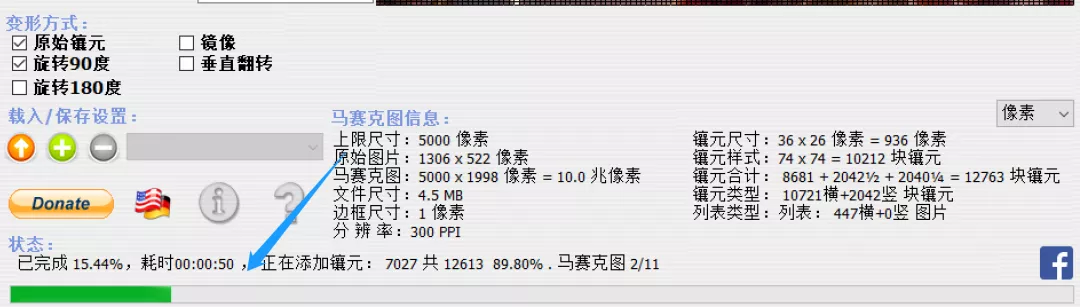 变形方式：
原始镶元
镜像
旋转90度
垂直翻转
旋转180度
载入/保存设置：
Donate
马赛克图信息：
上限尺寸：5000 像素
原始图片：1306 x 522 像素
马赛克图：5000 x 1998 像素 = 10.0 兆像素
文件尺寸：4.5 MB
边框尺寸：1 像素
分 辨 率：300 PPI
像素
镶元尺寸：36 x 26 像素 = 936 像素
镶元样式：74 x 74 = 10212 块镶元
镶元合计： 8681 + 2042½ + 2040¼ = 12763 块镶元
镶元类型：10721横+2042竖 块镶元
列表类型：列表： 447横+0竖 图片
状态：
已完成 15.44%，耗时00:00:50 ， 正在添加镶元： 7027 共 12613 89.80% . 马赛克图 2/11